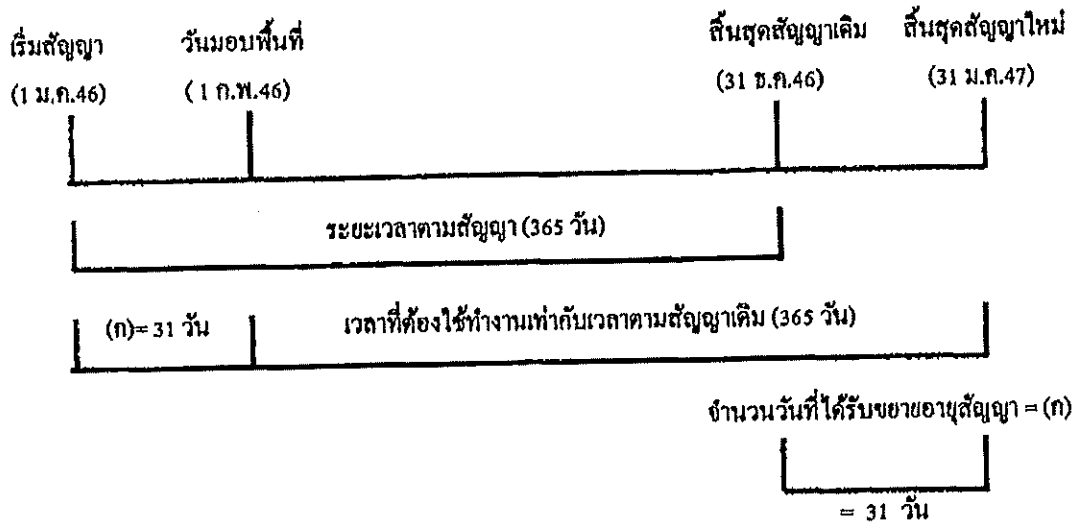 เริ่มสัญญา วันมอบพื้นที่ สิ้นสุดสัญญาเดิม สิ้นสุดสัญญาใหม่
(1 ม.ค.46) ( 1 ก.พ.46) (31 ธ.ค.46) (31 ม.ค.47)
ระยะเวลาตามสัญญา (365 วัน)
(ก)= 31 วัน เวลาที่ต้องใช้ทำงานเท่ากับเวลาตามสัญญาเดิม (365 วัน)
จำนวนวันที่ได้รับขยายอายุสัญญา = (ก)
= 31 วัน